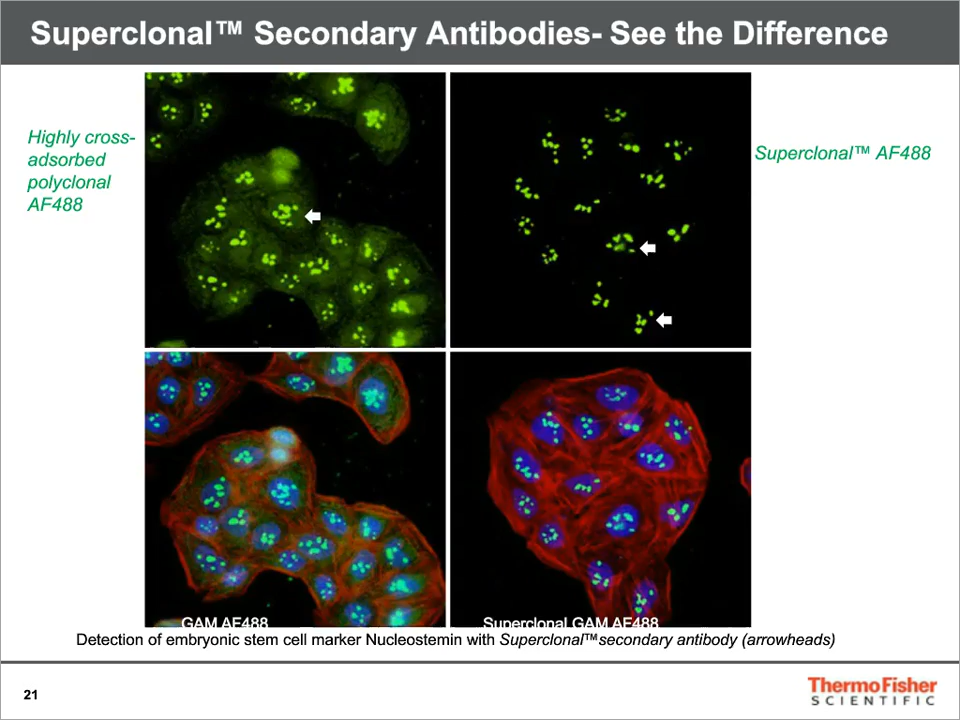 Superclonal™ Secondary Antibodies- See the Difference
Highly cross-
adsorbed
polyclonal
AF488
Superclonal™ AF488
GAM AF488
Superclonal GAM AF488
Detection of embryonic stem cell marker Nucleostemin with Superclonal™secondary antibody (arrowheads)
21
ThermoFisher
SCIENTIFIC